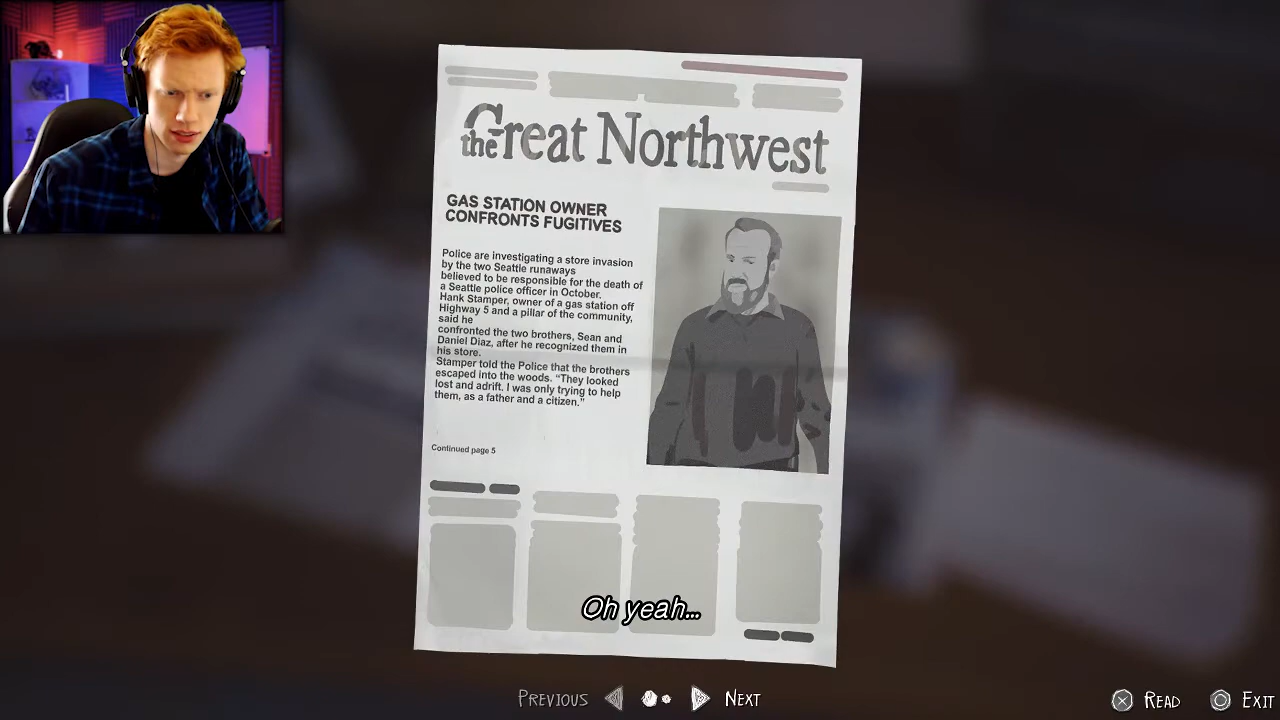 the Great Northwest
GAS STATION OWNER
CONFRONTS FUGITIVES
Police are investigating a store invasion
by the two Seattle runaways
believed to be responsible for the death of
a Seattle police officer in October.
Hank Stamper, owner of a gas station off
Highway 5 and a pillar of the community,
said he
confronted the two brothers, Sean and
Daniel Diaz, after he recognized them in
his store.
Stamper told the Police that the brothers
escaped into the woods. “They looked
lost and adrift. I was only trying to help
them, as a father and a citizen.”
Continued page 5
Oh yeah...
PREVIOUS
NEXT
READ
EXIT